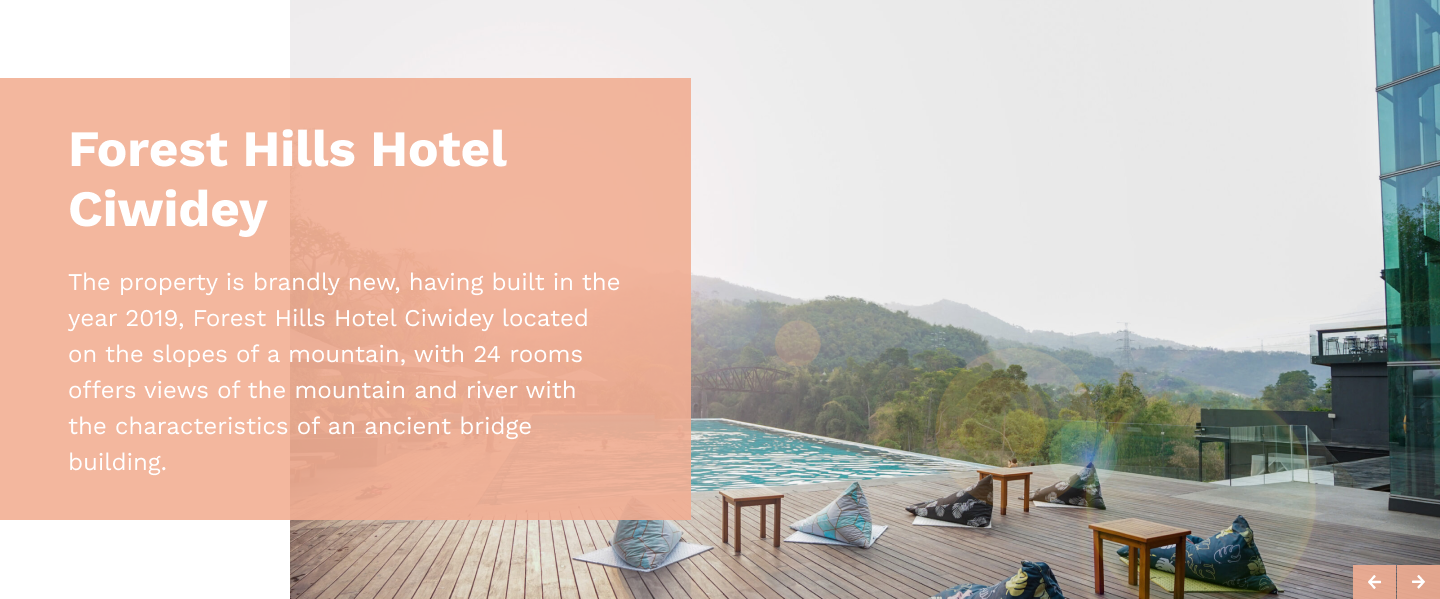 Forest Hills Hotel
Ciwidey
The property is brandly new, having built in the
year 2019, Forest Hills Hotel Ciwidey located
on the slopes of a mountain, with 24 rooms
offers views of the mountain and river with
the characteristics of an ancient bridge
building.